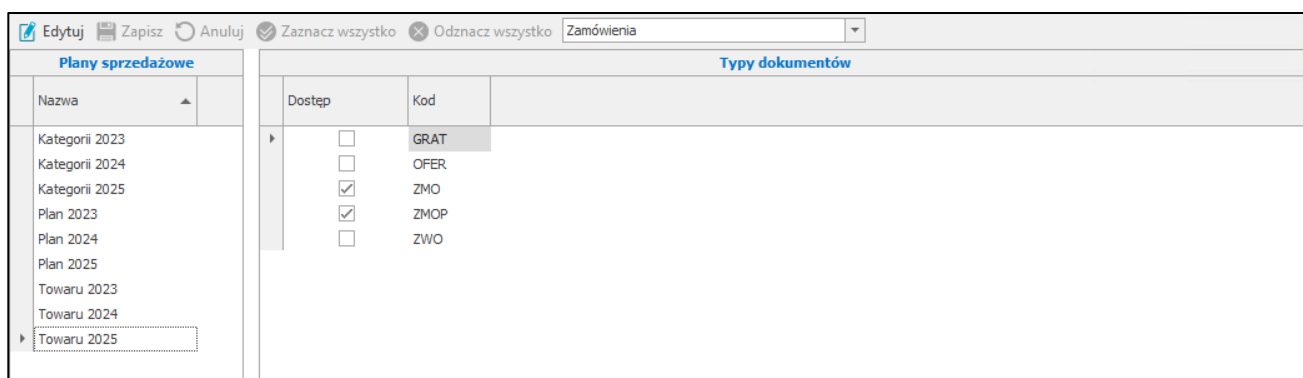 Edytuj Zapisz Anuluj Zaznacz wszystko Odznacz wszystko Zamówienia
Plany sprzedażowe
Nazwa
Kategorii 2023
Kategorii 2024
Kategorii 2025
Plan 2023
Plan 2024
Plan 2025
Towaru 2023
Towaru 2024
Towaru 2025
Typy dokumentów
Dostęp Kod
GRAT
OFER
ZMO
ZMOP
ZWO